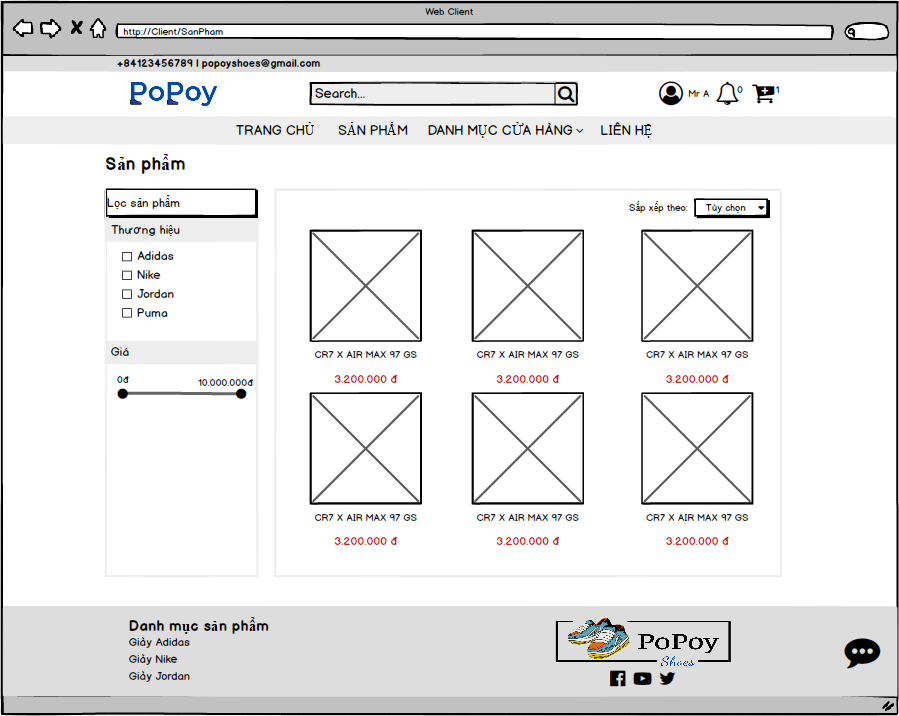 Web Client
http://Client/SanPham
+84123456789 | popoyshoes@gmail.com
PoPoy
Search...
Mr A
0
1
TRANG CHỦ
SẢN PHẨM
DANH MỤC CỬA HÀNG
LIÊN HỆ
Sản phẩm
Lọc sản phẩm
Thương hiệu
Adidas
Nike
Jordan
Puma
Giá
0đ
10.000.000đ
Sắp xếp theo:
Tùy chọn
CR7 X AIR MAX 97 GS
CR7 X AIR MAX 97 GS
CR7 X AIR MAX 97 GS
3.200.000 đ
3.200.000 đ
3.200.000 đ
CR7 X AIR MAX 97 GS
CR7 X AIR MAX 97 GS
CR7 X AIR MAX 97 GS
3.200.000 đ
3.200.000 đ
3.200.000 đ
Danh mục sản phẩm
Giày Adidas
Giày Nike
Giày Jordan
PoPoy
Shoes